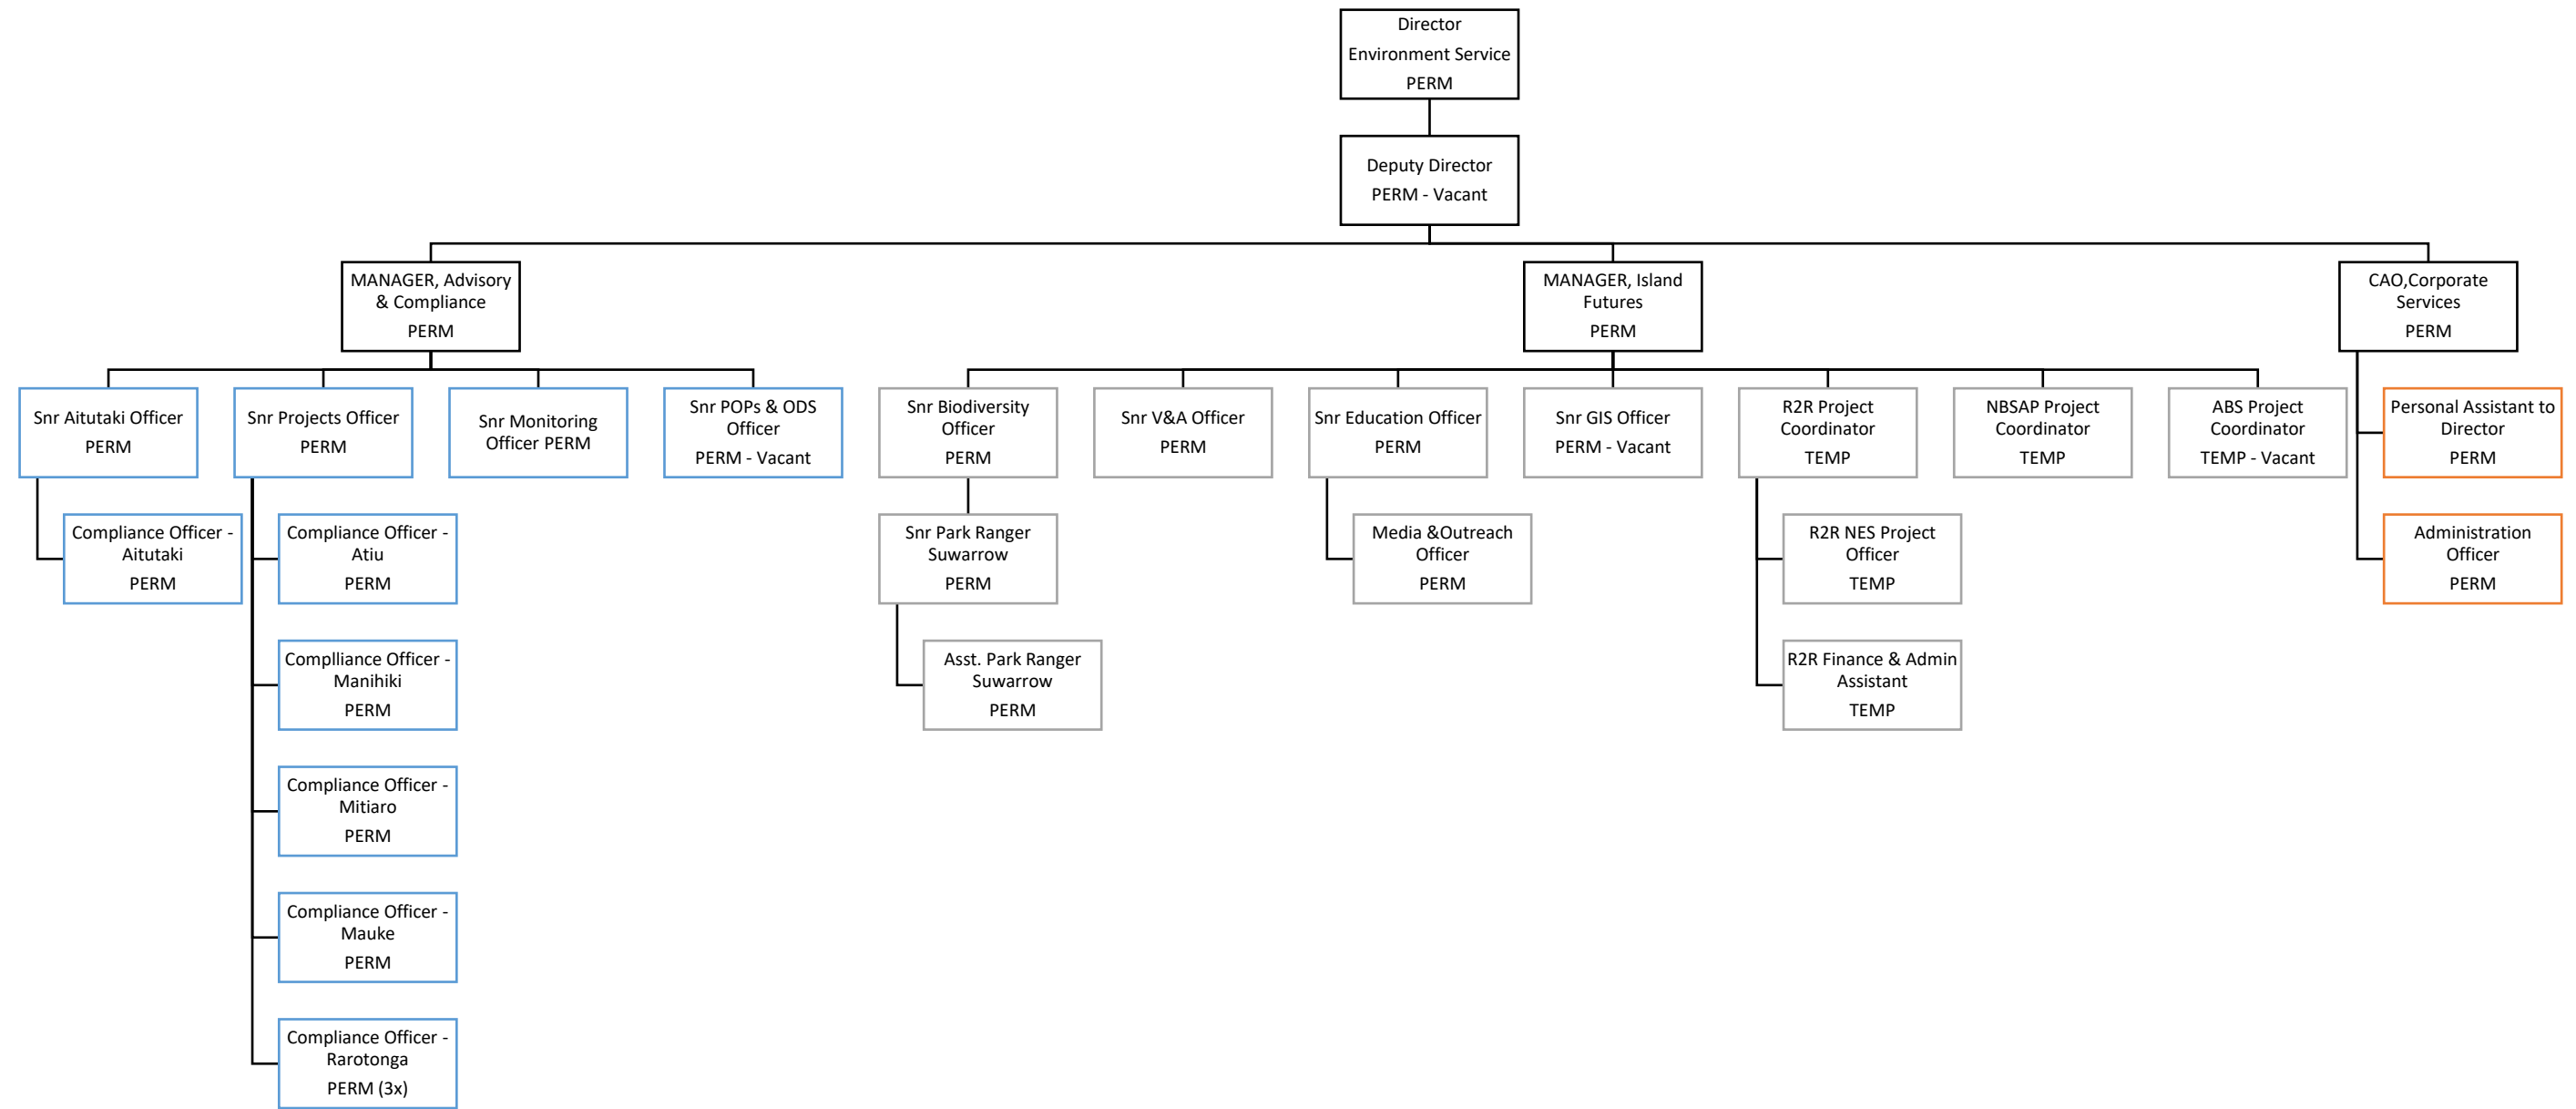 Director
Environment Service
PERM
Deputy Director
PERM - Vacant
MANAGER, Advisory
& Compliance
PERM
MANAGER, Island
Futures
PERM
CAO,Corporate
Services
PERM
Snr Aitutaki Officer
PERM
Snr Projects Officer
PERM
Snr Monitoring
Officer PERM
Snr POPs & ODS
Officer
PERM - Vacant
Snr Biodiversity
Officer
PERM
Snr V&A Officer
PERM
Snr Education Officer
PERM
Snr GIS Officer
PERM - Vacant
R2R Project
Coordinator
TEMP
NBSAP Project
Coordinator
TEMP
ABS Project
Coordinator
TEMP - Vacant
Personal Assistant to
Director
PERM
Compliance Officer -
Aitutaki
PERM
Compliance Officer -
Atiu
PERM
Snr Park Ranger
Suwarrow
PERM
Media &Outreach
Officer
PERM
R2R NES Project
Officer
TEMP
Administration
Officer
PERM
Complliance Officer -
Manihiki
PERM
Asst. Park Ranger
Suwarrow
PERM
R2R Finance & Admin
Assistant
TEMP
Compliance Officer -
Mitiaro
PERM
Compliance Officer -
Mauke
PERM
Compliance Officer -
Rarotonga
PERM (3x)